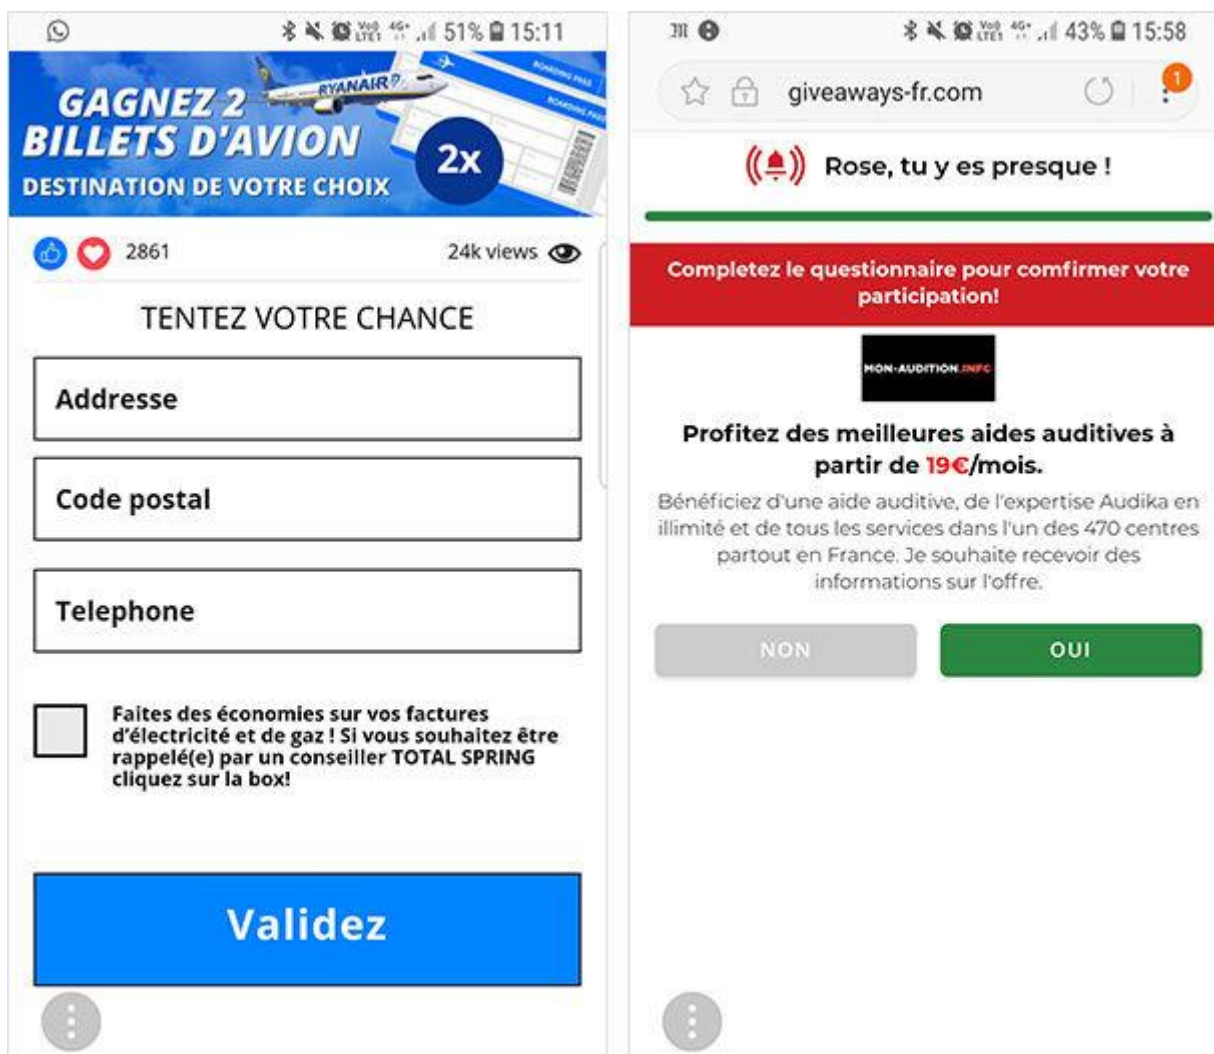 51% 15:11
GAGNEZ 2
BILLETS D'AVION
DESTINATION DE VOTRE CHOIX
RYANAIR
2x
BOARDING PASS
BOARDING PASS
2861
24k views
TENTEZ VOTRE CHANCE
Addresse
Code postal
Telephone
Faites des économies sur vos factures
d'électricité et de gaz ! Si vous souhaitez être
rappelé(e) par un conseiller TOTAL SPRING
cliquez sur la box!
Validez
43% 15:58
giveaways-fr.com
1
Rose, tu y es presque !
Completez le questionnaire pour comfirmer votre
participation!
MON-AUDITION.INFO
Profitez des meilleures aides auditives à
partir de 19€/mois.
Bénéficiez d'une aide auditive, de l'expertise Audika en
illimité et de tous les services dans l'un des 470 centres
partout en France. Je souhaite recevoir des
informations sur l'offre.
NON
OUI